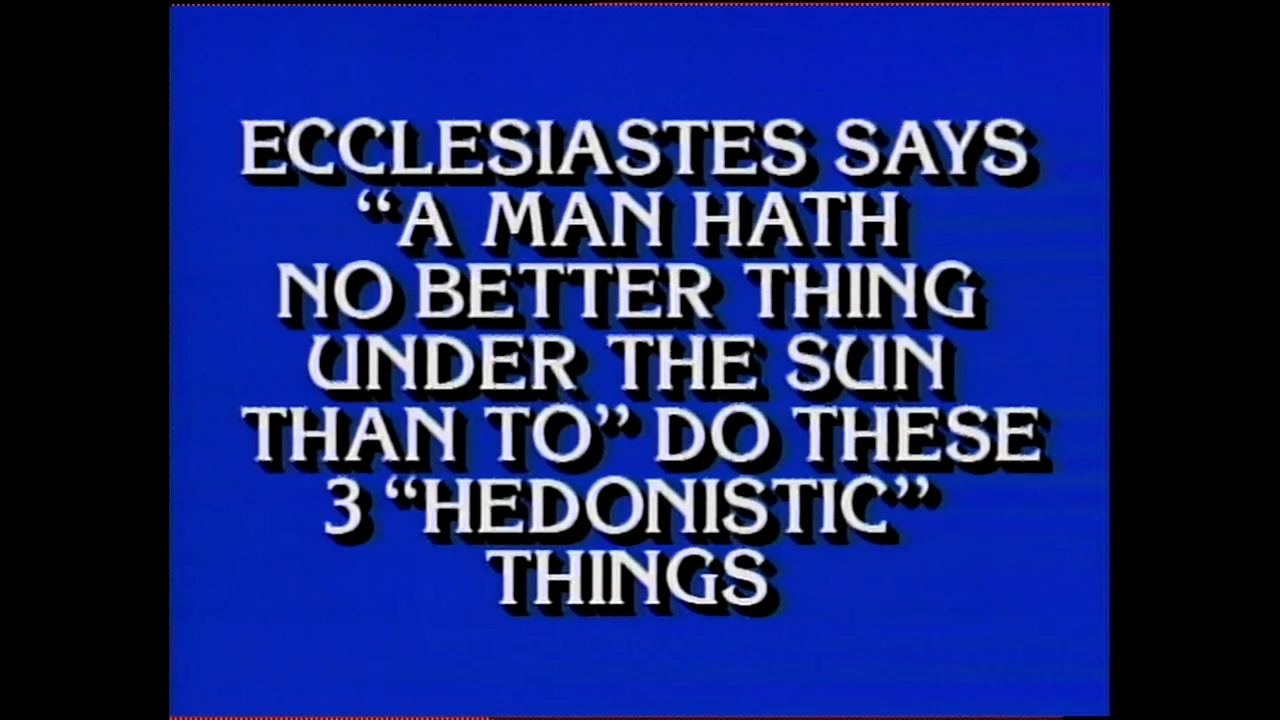 ECCLESIASTES SAYS
“A MAN HATH
NO BETTER THING
UNDER THE SUN
THAN TO” DO THESE
3 “HEDONISTIC”
THINGS